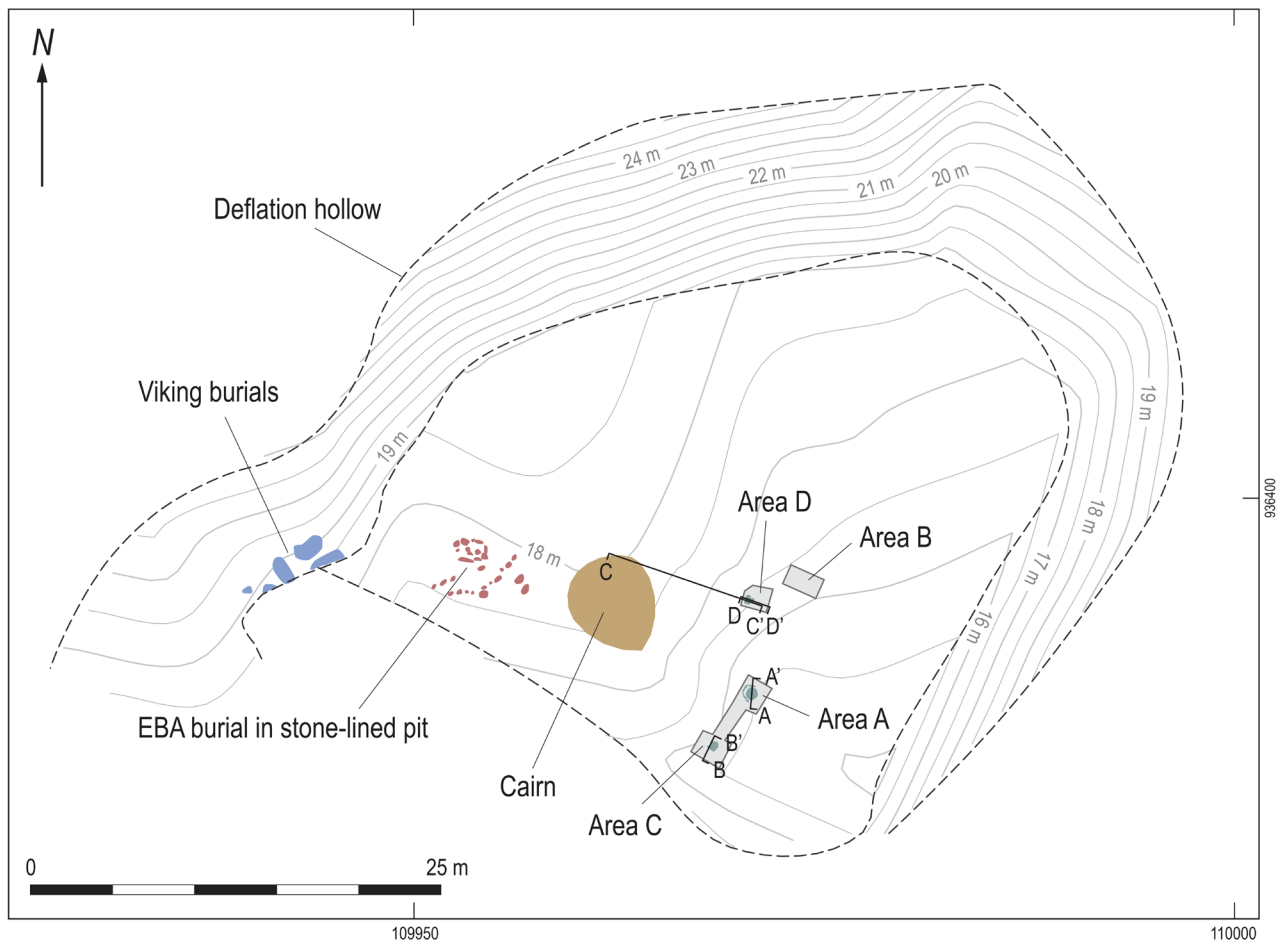 N
24 m
23 m
22 m
21 m
20 m
Deflation hollow
Viking burials
19 m
19 m
936400
Area D
Area B
18 m
18 m
17 m
C
D
C'
D'
16 m
A'
A
Area A
B'
B
EBA burial in stone-lined pit
Cairn
Area C
0
25 m
109950
110000